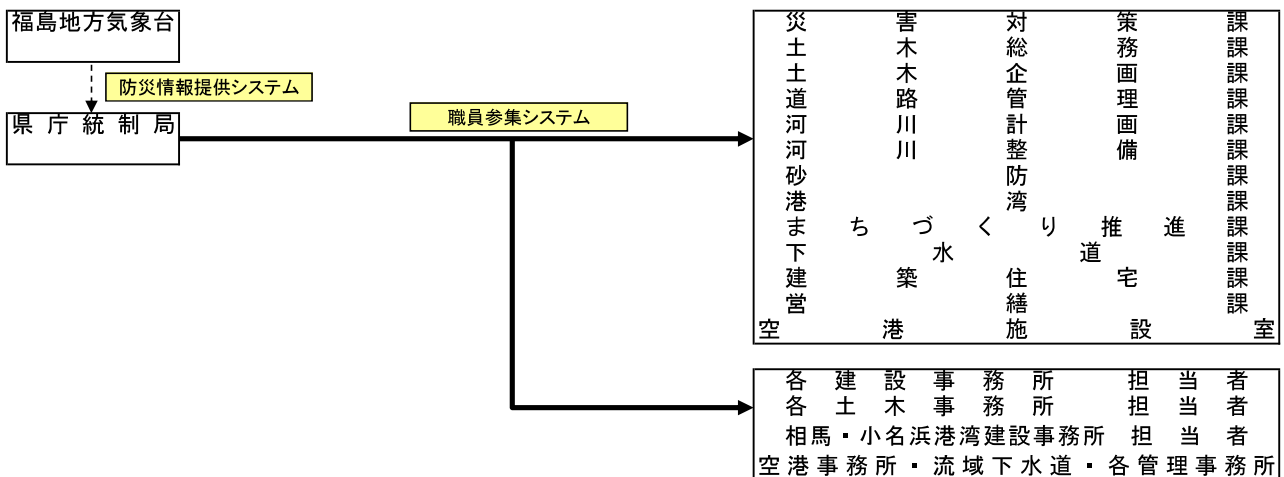 福島地方気象台
防災情報提供システム
県庁統制局
職員参集システム
災害対策課
土木総務課
土木企画課
道路管理課
河川計画課
河川整備課
砂防課
港湾課
まちづくり推進課
下水道課
建築住宅課
営繕課
空港施設室
各建設事務所 担当者
各土木事務所 担当者
相馬・小名浜港湾建設事務所 担当者
空港事務所・流域下水道・各管理事務所